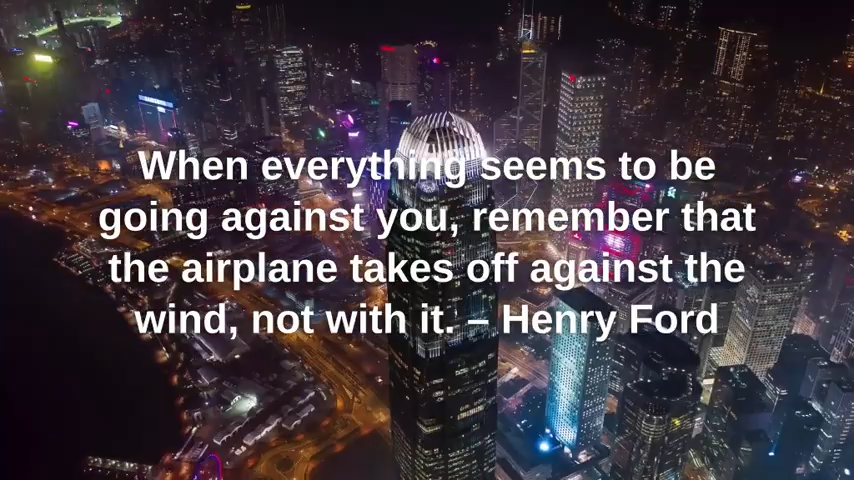 When everything seems to be
going against you, remember that
the airplane takes off against the
wind, not with it. – Henry Ford